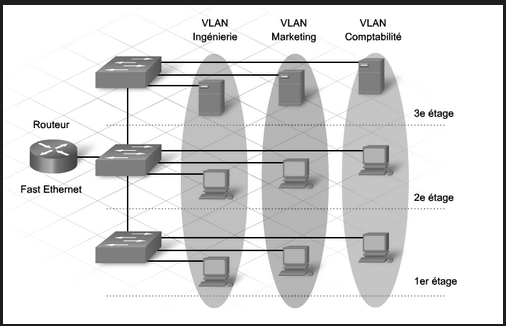 VLAN
Ingénierie
VLAN
Marketing
VLAN
Comptabilité
3e étage
Routeur
Fast Ethernet
2e étage
1er étage